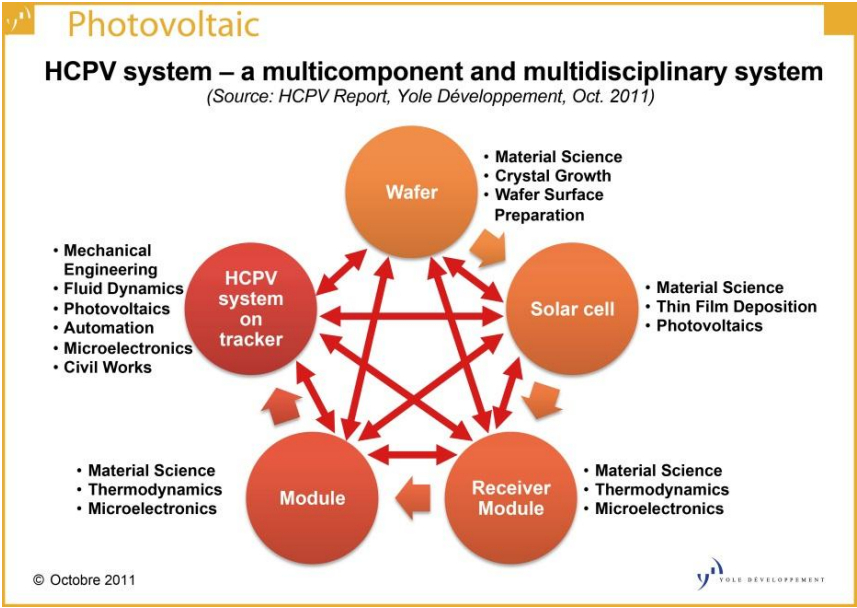 Photovoltaic
HCPV system – a multicomponent and multidisciplinary system
(Source: HCPV Report, Yole Développement, Oct. 2011)
Wafer
• Material Science
• Crystal Growth
• Wafer Surface
Preparation
Solar cell
• Material Science
• Thin Film Deposition
• Photovoltaics
Receiver
Module
• Material Science
• Thermodynamics
• Microelectronics
Module
• Material Science
• Thermodynamics
• Microelectronics
HCPV
system
on
tracker
• Mechanical
Engineering
• Fluid Dynamics
• Photovoltaics
• Automation
• Microelectronics
• Civil Works
© Octobre 2011
YOLE DÉVELOPPEMENT